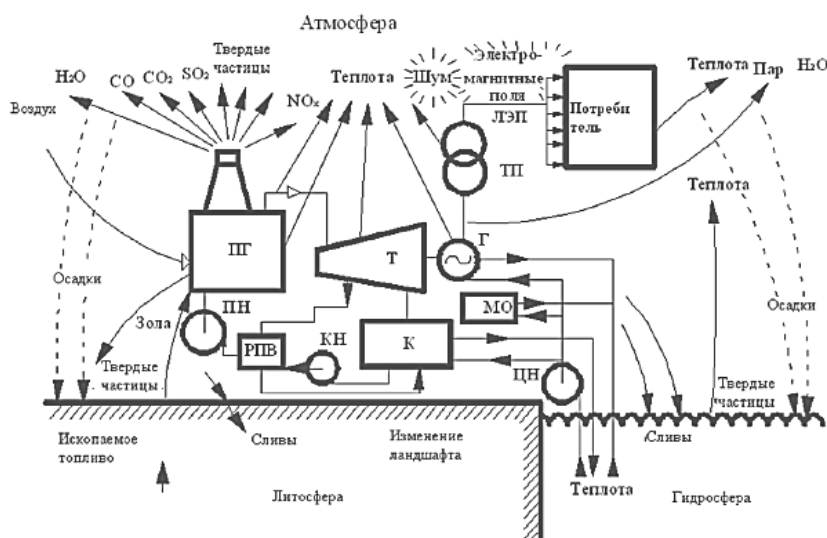 Атмосфера
H₂O
CO
CO₂
SO₂
Твердые
частицы
NOₓ
Теплота
Шум
Электро-
магнитные
поля
ЛЭП
Потреби
тель
Теплота
Пар
H₂O
Воздух
ТП
Теплота
ПГ
Т
Г
Осадки
Зола
ПН
РПВ
КН
К
МО
ЦН
Осадки
Твердые
частицы
Твердые
частицы
Ископаемое
топливо
Сливы
Изменение
ландшафта
Сливы
Теплота
Литосфера
Гидросфера